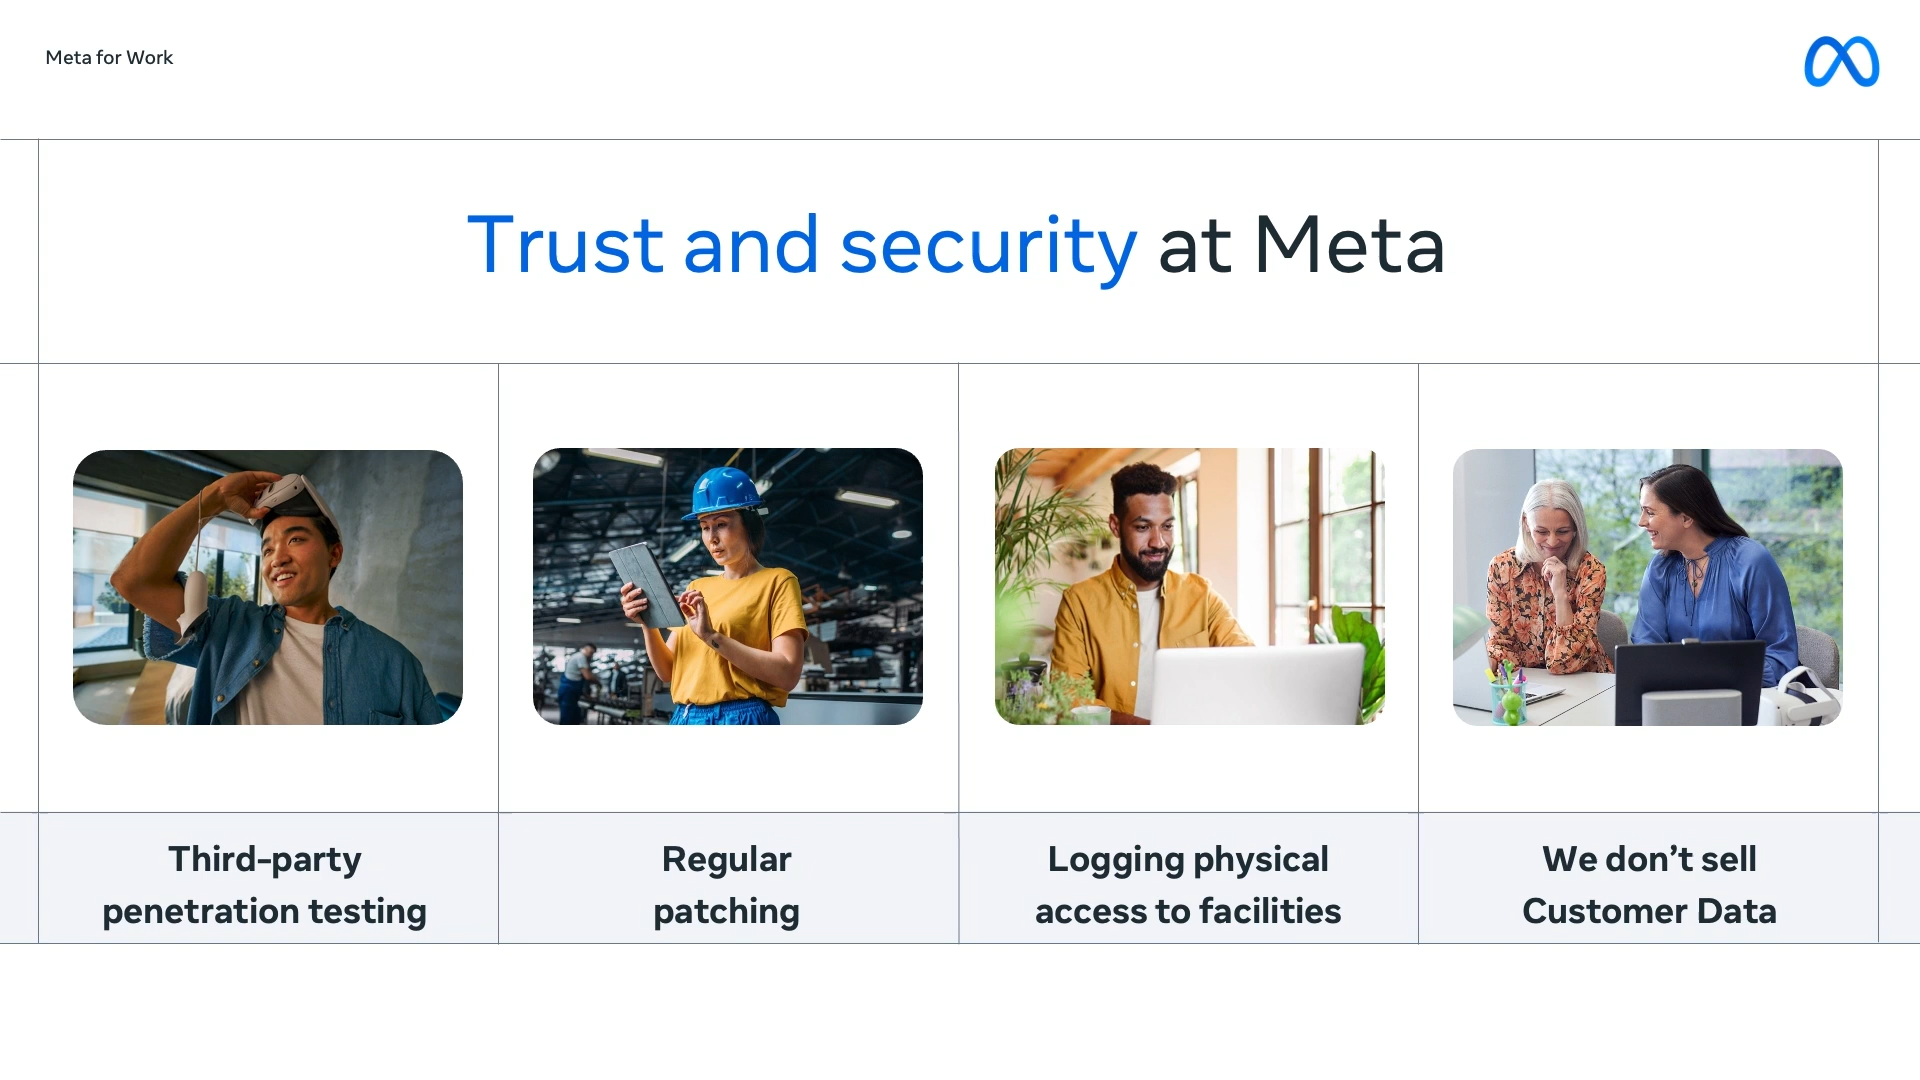 Meta for Work
Trust and security at Meta
Third-party
penetration testing
Regular
patching
Logging physical
access to facilities
We don’t sell
Customer Data